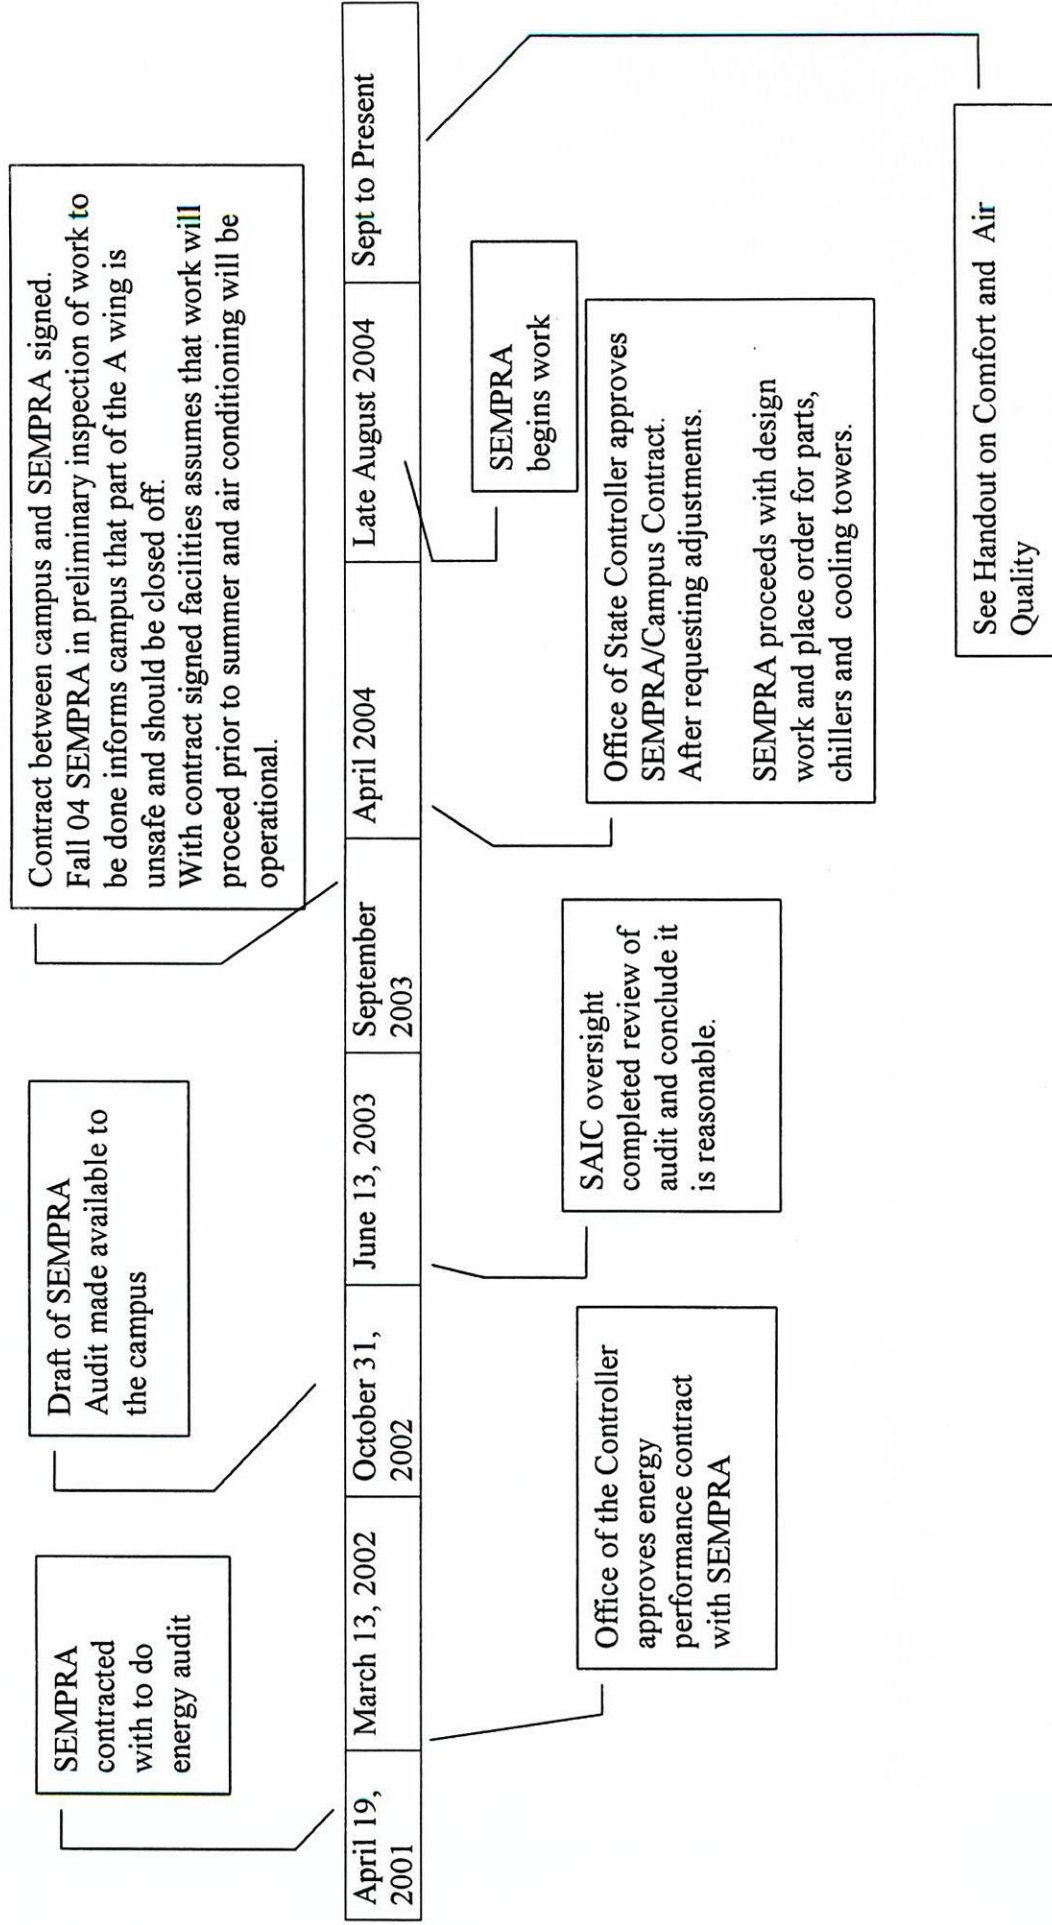 SEMPRA
contracted
with to do
energy audit
Draft of SEMPRA
Audit made available to
the campus
Contract between campus and SEMPRA signed.
Fall 04 SEMPRA in preliminary inspection of work to
be done informs campus that part of the A wing is
unsafe and should be closed off.
With contract signed facilities assumes that work will
proceed prior to summer and air conditioning will be
operational.
April 19,
2001
March 13, 2002
October 31,
2002
June 13, 2003
September
2003
April 2004
Late August 2004
Sept to Present
Office of the Controller
approves energy
performance contract
with SEMPRA
SAIC oversight
completed review of
audit and conclude it
is reasonable.
Office of State Controller approves
SEMPRA/Campus Contract.
After requesting adjustments.
SEMPRA proceeds with design
work and place order for parts,
chillers and cooling towers.
SEMPRA
begins work
See Handout on Comfort and Air
Quality